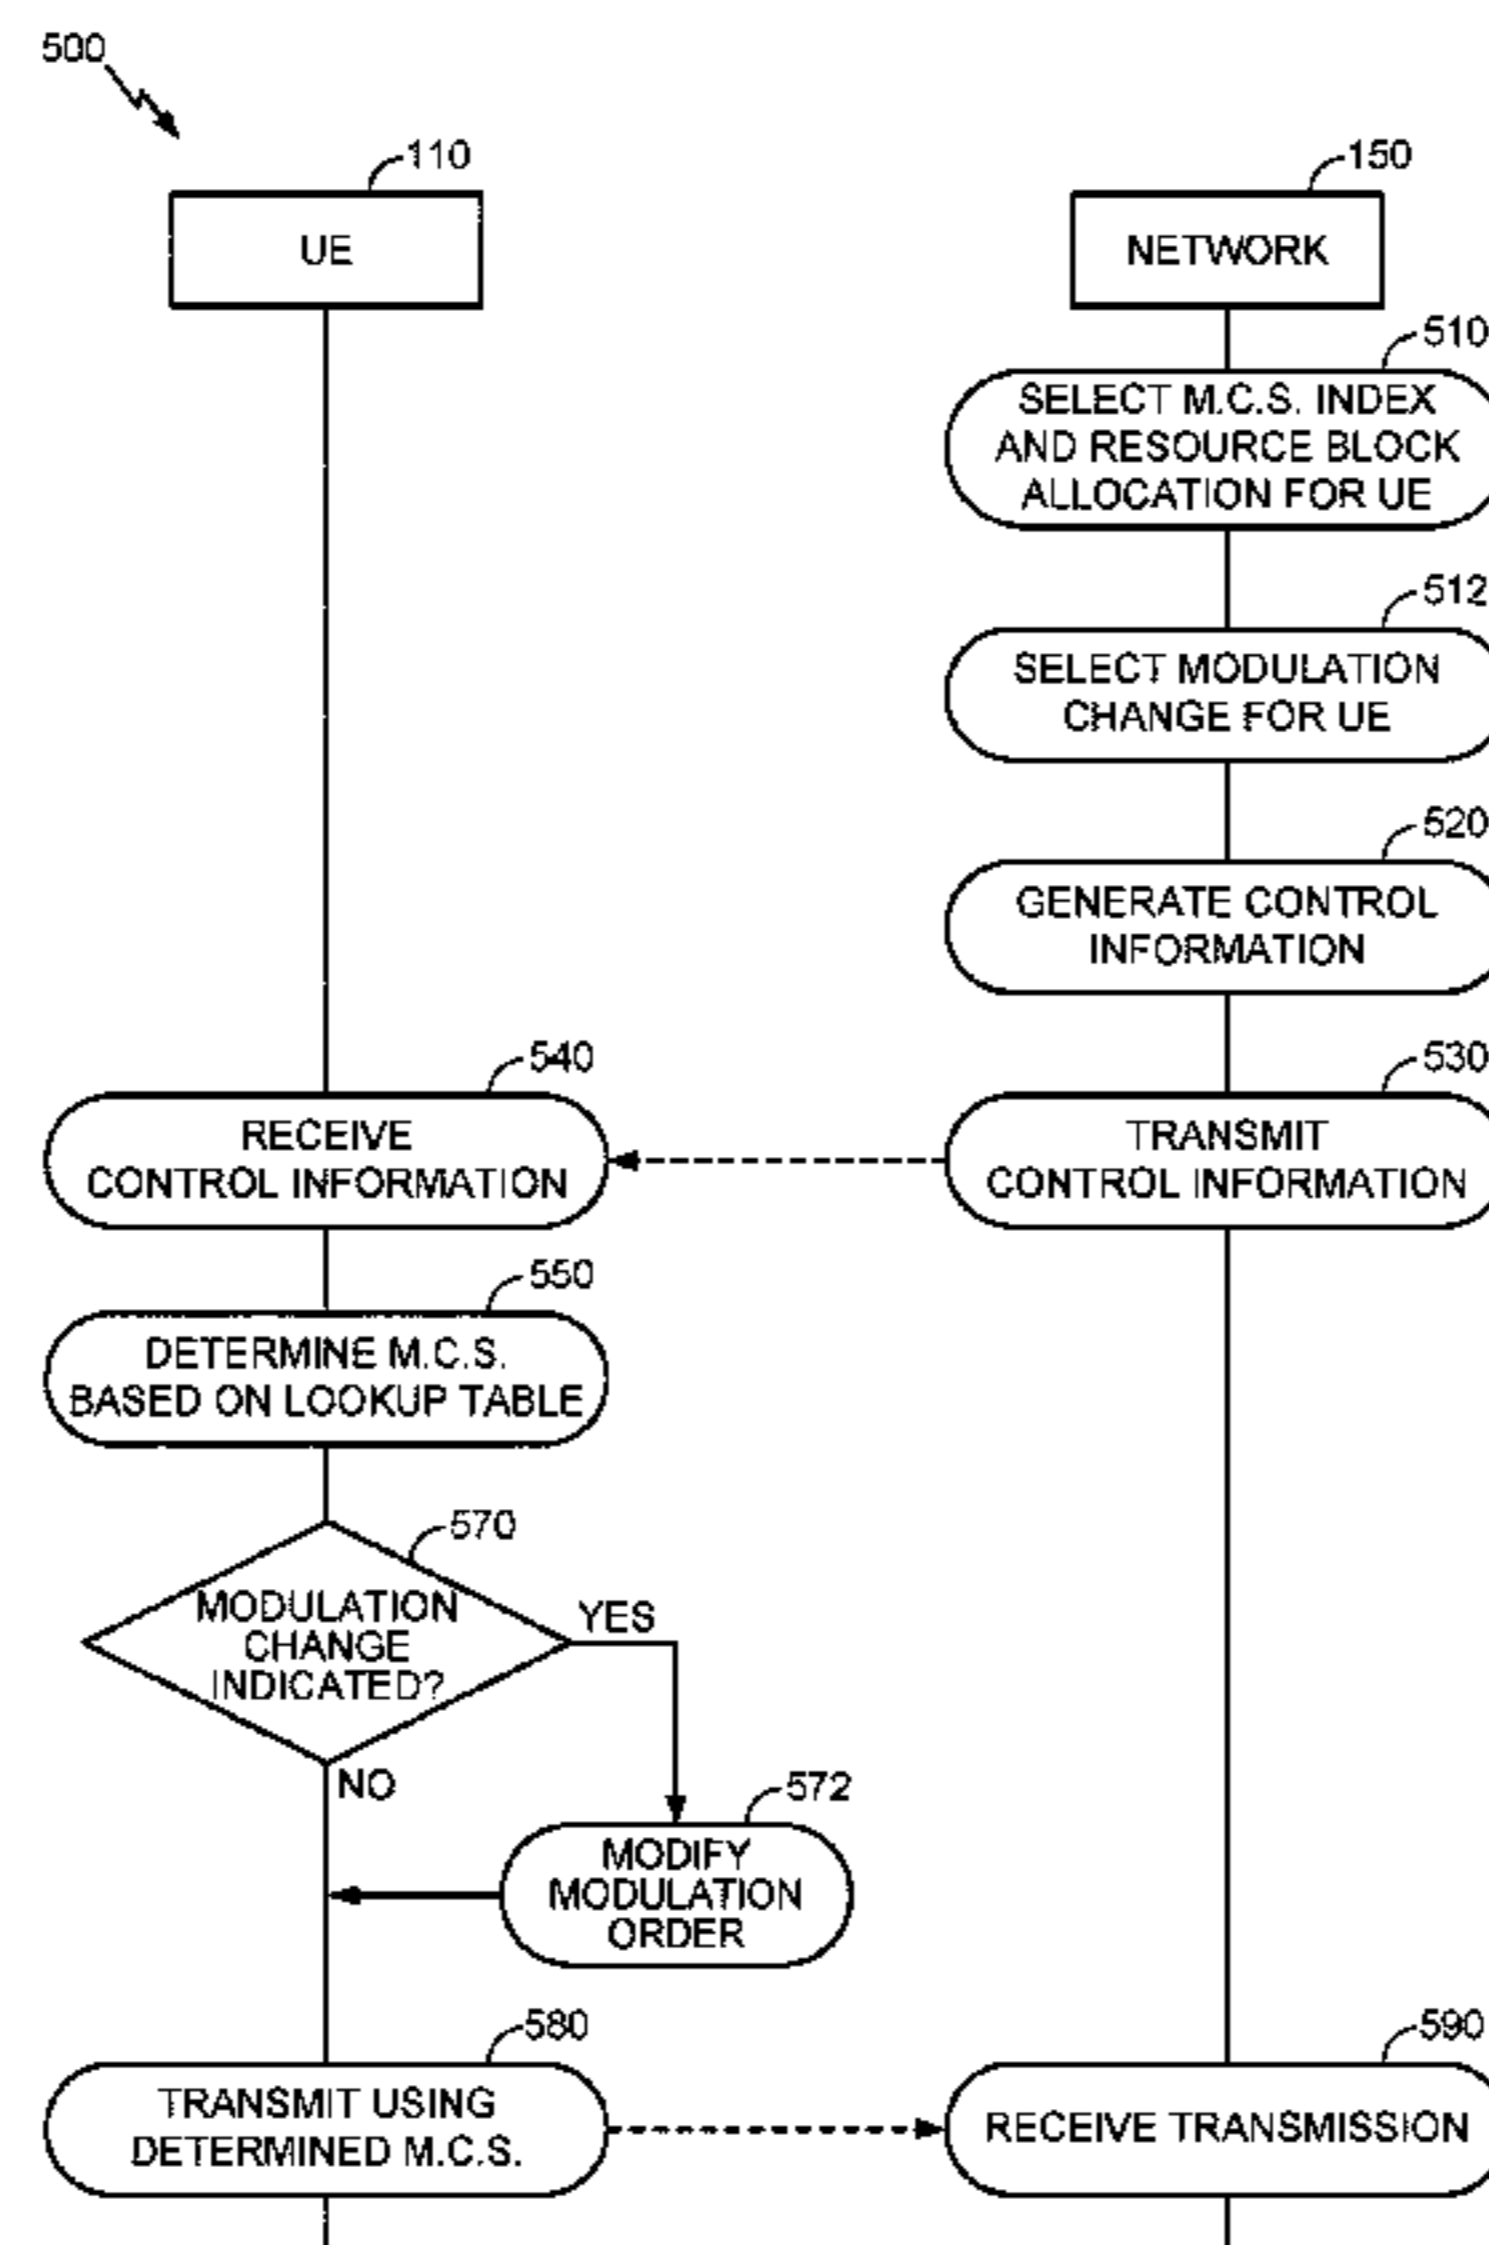 500
110
150
UE
NETWORK
510
SELECT M.C.S. INDEX
AND RESOURCE BLOCK
ALLOCATION FOR UE
512
SELECT MODULATION
CHANGE FOR UE
520
GENERATE CONTROL
INFORMATION
540
530
RECEIVE
CONTROL INFORMATION
TRANSMIT
CONTROL INFORMATION
550
DETERMINE M.C.S.
BASED ON LOOKUP TABLE
570
MODULATION
CHANGE
INDICATED?
YES
NO
572
MODIFY
MODULATION
ORDER
580
590
TRANSMIT USING
DETERMINED M.C.S.
RECEIVE TRANSMISSION